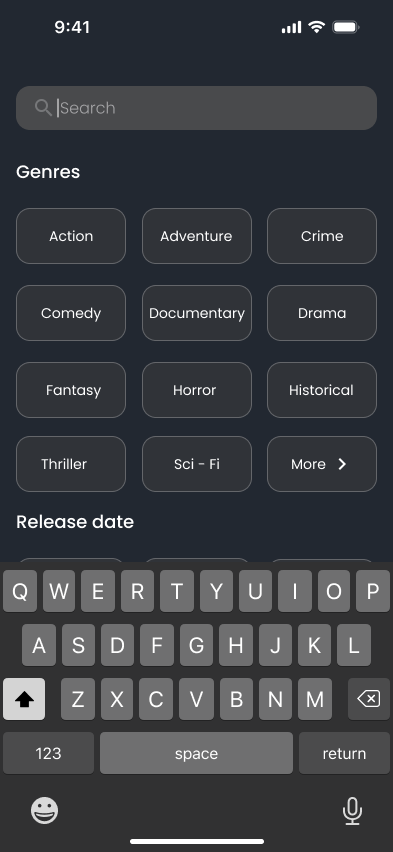 9:41
Search
Genres
Action Adventure Crime
Comedy Documentary Drama
Fantasy Horror Historical
Thriller Sci - Fi More
Release date
Q W E R T Y U I O P
A S D F G H J K L
Z X C V B N M
123 space return